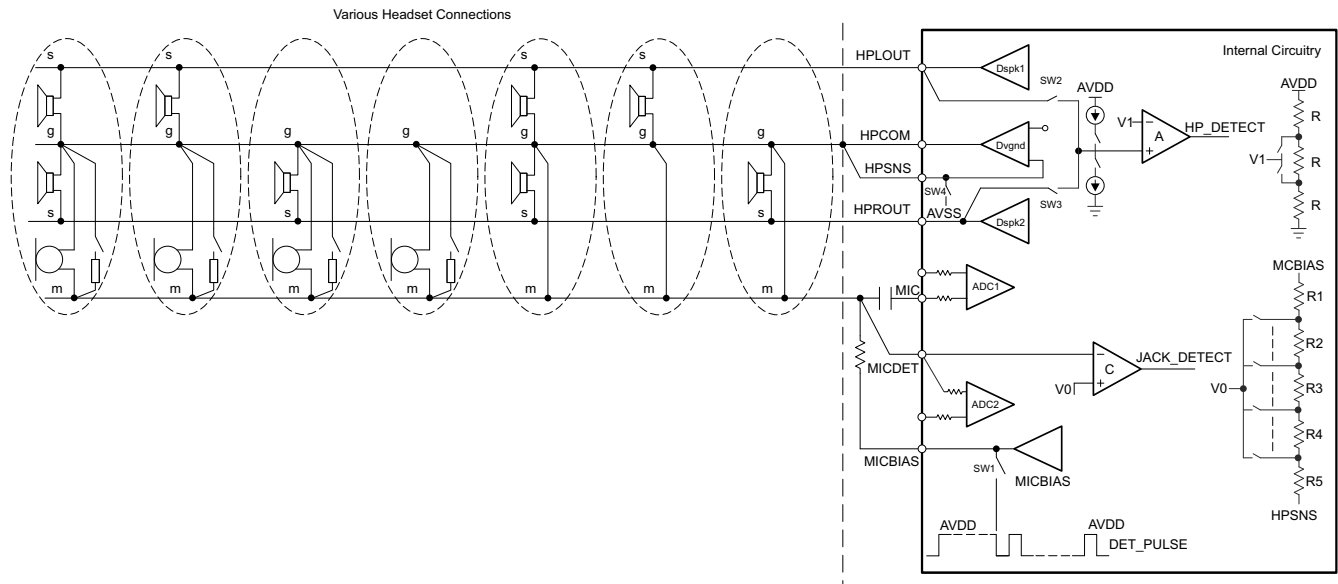 Various Headset Connections
Internal Circuitry
s s s s
HPLOUT
Dspk1
SW2
AVDD
AVDD
R
V1
A
HP_DETECT
g g g g g g g
HPCOM
Dvgnd
V1
R
HPSNS
SW4
AVSS
SW3
R
s s s s
HPROUT
Dspk2
m m m m m m m
MIC
ADC1
MCBIAS
R1
R2
MICDET
C
JACK_DETECT
V0
V0
R3
ADC2
R4
MICBIAS
SW1
MICBIAS
R5
HPSNS
AVDD
AVDD
DET_PULSE